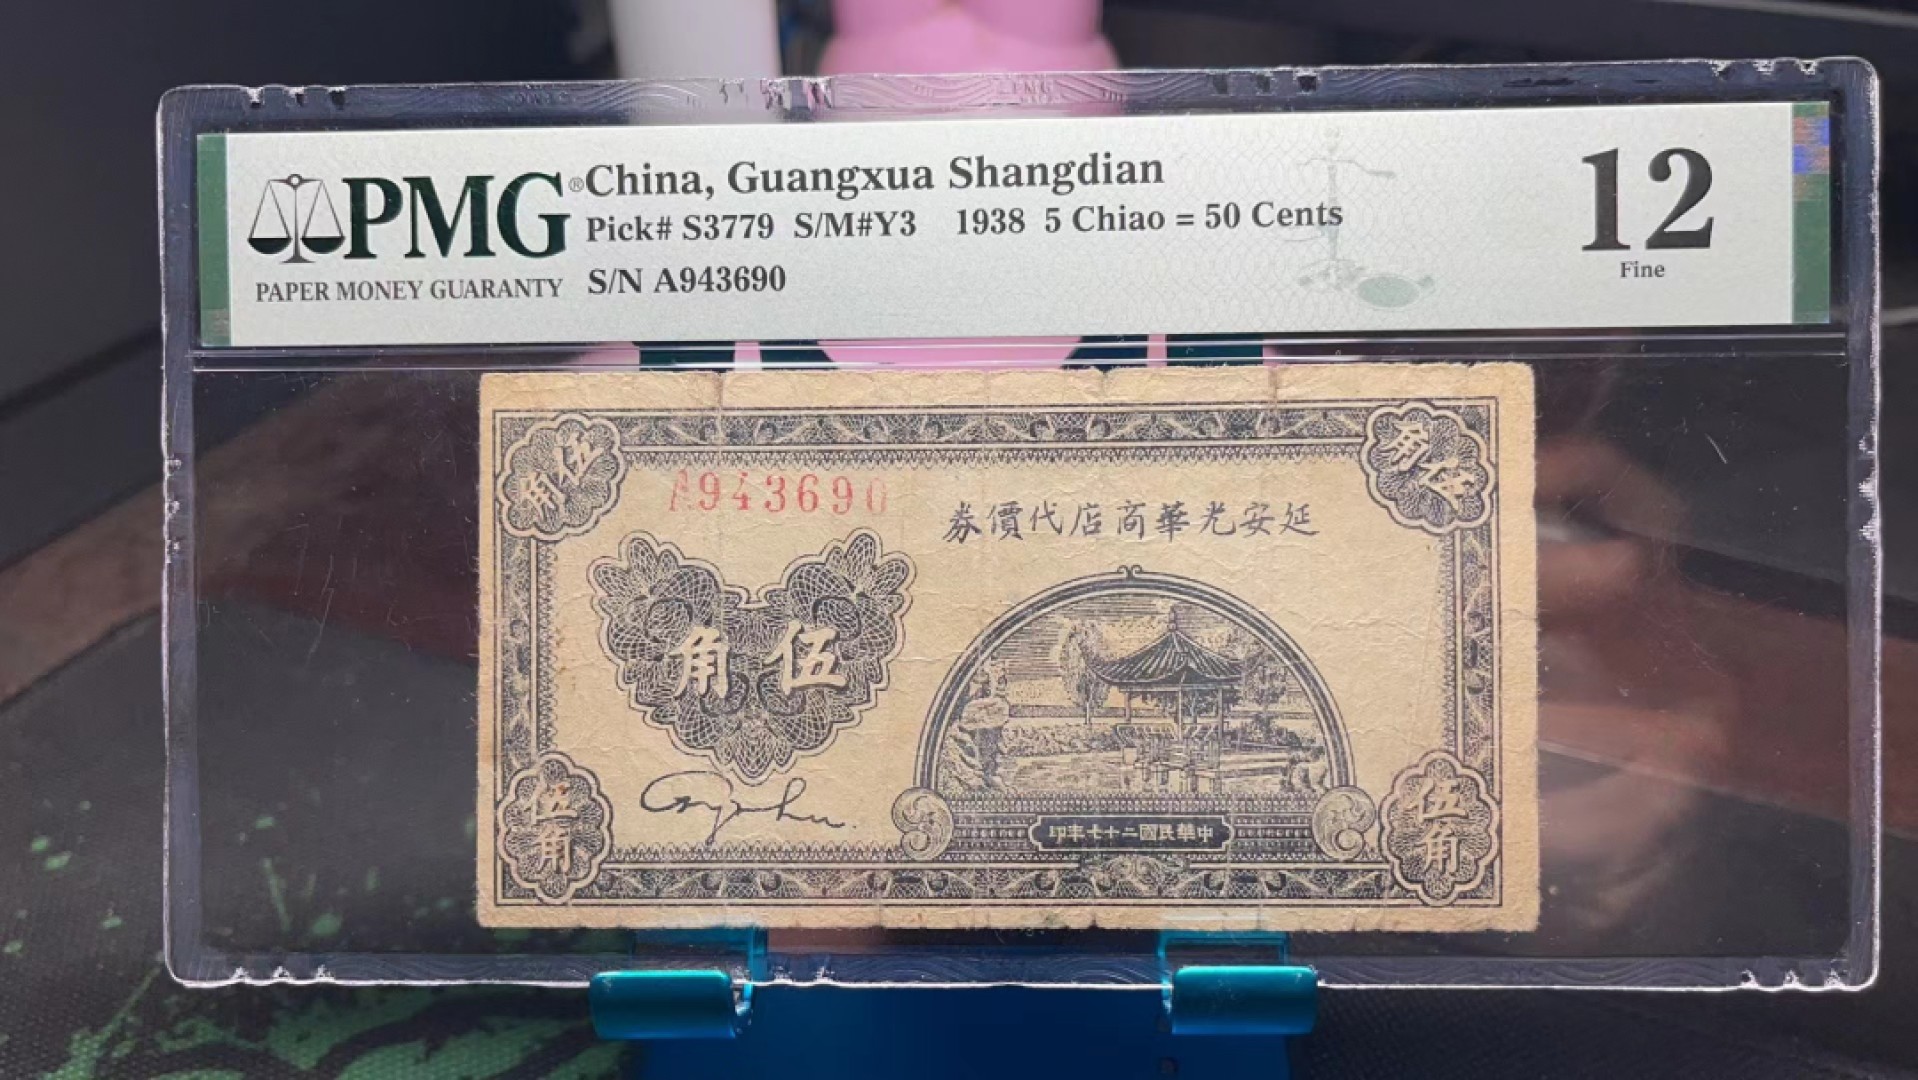 PMG®
PAPER MONEY GUARANTY
China, Guangxua Shangdian
Pick# S3779 S/M#Y3 1938 5 Chiao = 50 Cents
S/N A943690
12
Fine
伍角
角伍
A943690
券價代店商華光安延
角伍
印年七十二國民華中
伍角
伍角